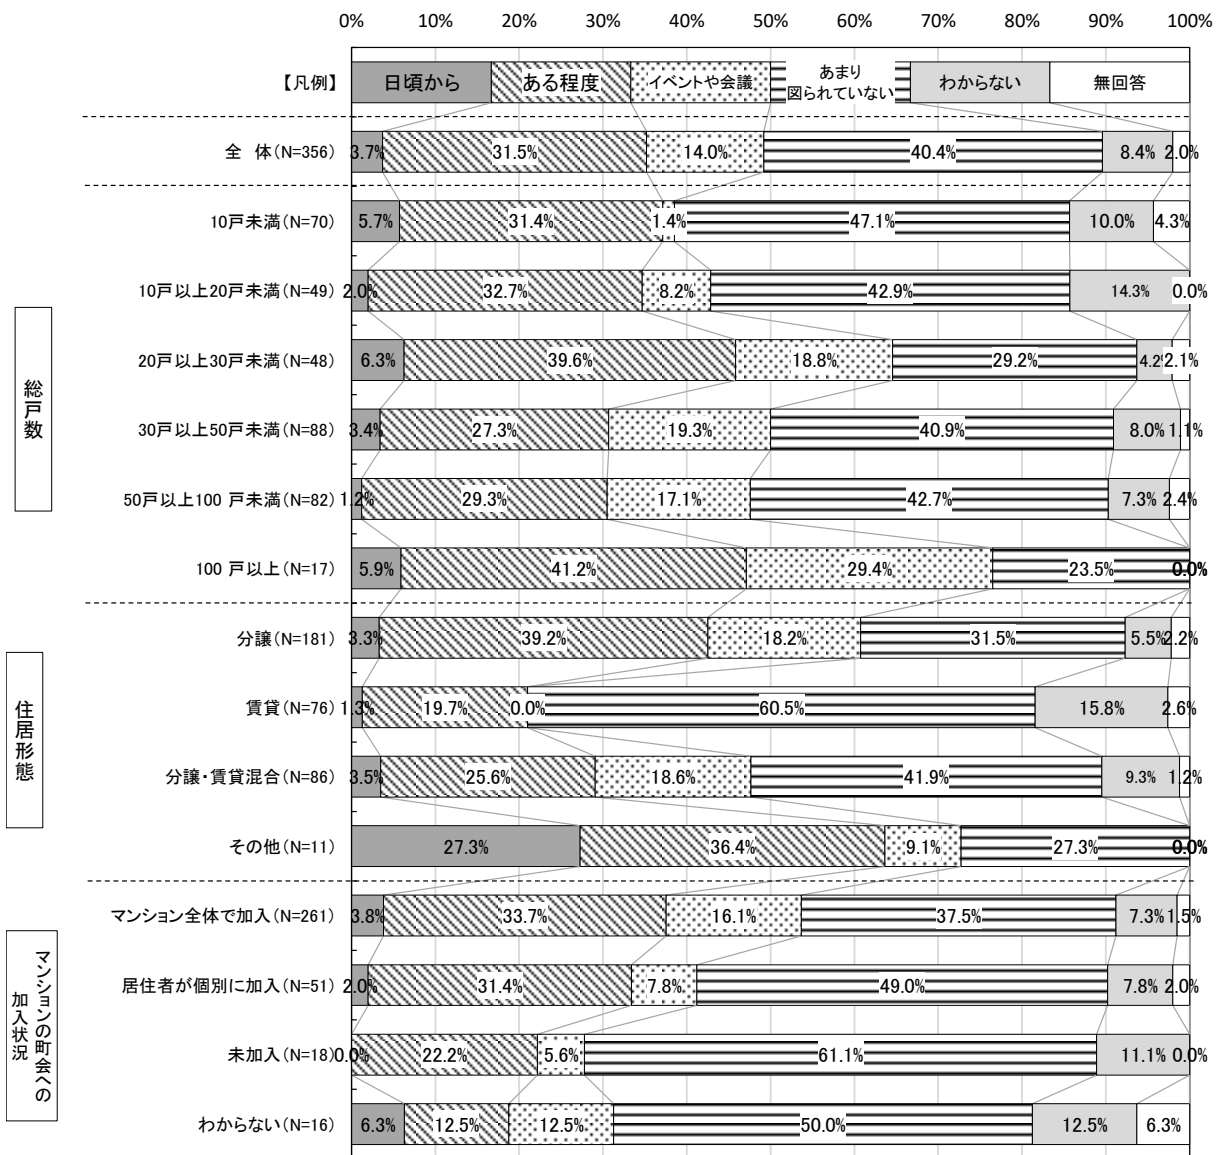 0% 10% 20% 30% 40% 50% 60% 70% 80% 90% 100%
【凡例】 日頃から ある程度 イベントや会議 あまり図られていない わからない 無回答
全　体(N=356) 3.7% 31.5% 14.0% 40.4% 8.4% 2.0%
総戸数
10戸未満(N=70) 5.7% 31.4% 1.4% 47.1% 10.0% 4.3%
10戸以上20戸未満(N=49) 2.0% 32.7% 8.2% 42.9% 14.3% 0.0%
20戸以上30戸未満(N=48) 6.3% 39.6% 18.8% 29.2% 4.2% 2.1%
30戸以上50戸未満(N=88) 3.4% 27.3% 19.3% 40.9% 8.0% 1.1%
50戸以上100 戸未満(N=82) 1.2% 29.3% 17.1% 42.7% 7.3% 2.4%
100 戸以上(N=17) 5.9% 41.2% 29.4% 23.5% 0.0%
住居形態
分譲(N=181) 3.3% 39.2% 18.2% 31.5% 5.5% 2.2%
賃貸(N=76) 1.3% 19.7% 0.0% 60.5% 15.8% 2.6%
分譲・賃貸混合(N=86) 3.5% 25.6% 18.6% 41.9% 9.3% 1.2%
その他(N=11) 27.3% 36.4% 9.1% 27.3% 0.0%
マンションの町会への
加入状況
マンション全体で加入(N=261) 3.8% 33.7% 16.1% 37.5% 7.3% 1.5%
居住者が個別に加入(N=51) 2.0% 31.4% 7.8% 49.0% 7.8% 2.0%
未加入(N=18) 0.0% 22.2% 5.6% 61.1% 11.1% 0.0%
わからない(N=16) 6.3% 12.5% 12.5% 50.0% 12.5% 6.3%